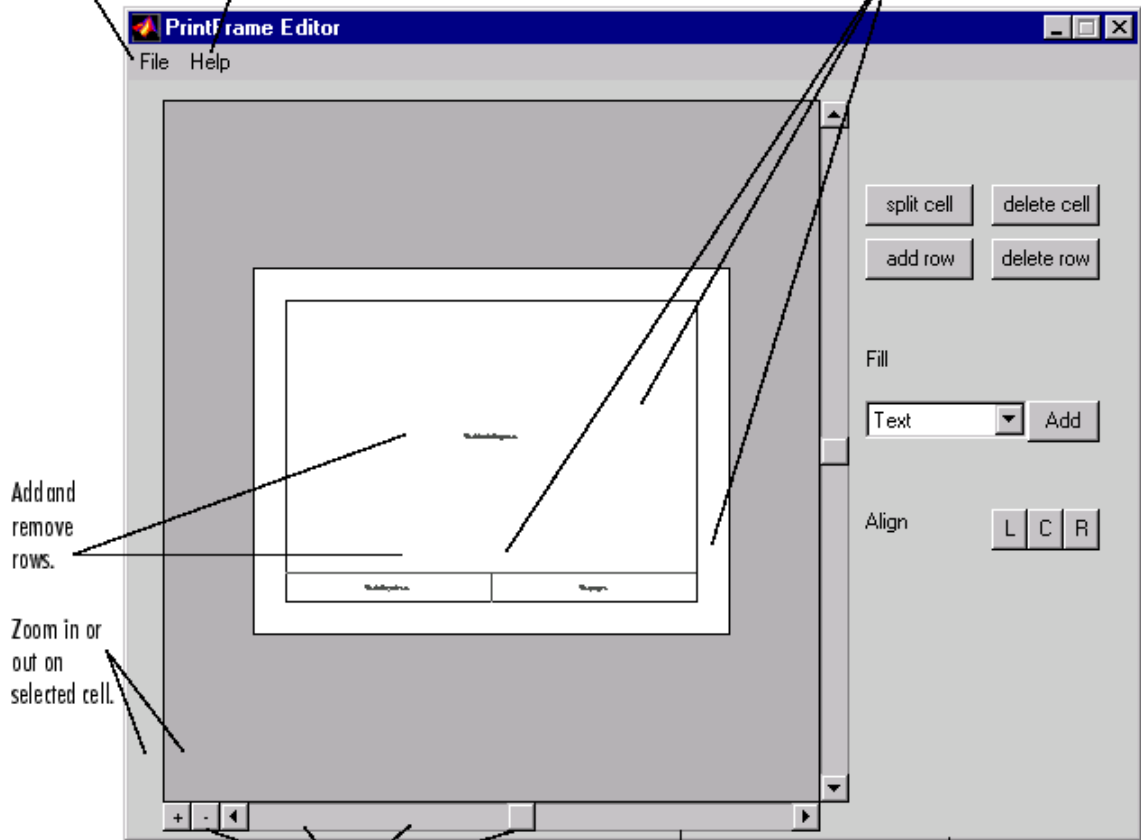 PrintFrame Editor
File Help
split cell delete cell
add row delete row
Fill
Text Add
Add and
remove
rows.
Align L C R
Zoom in or
out on
selected cell.
+ -